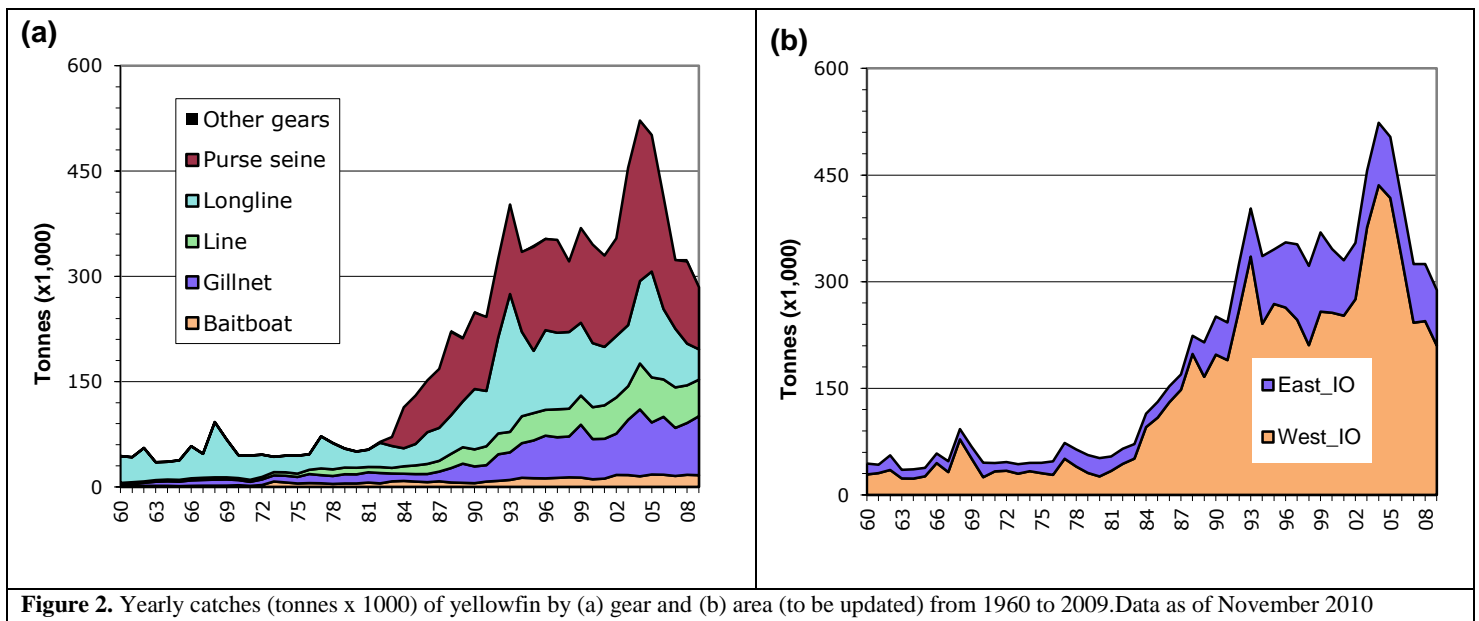 (a)
600
450
300
150
0
Tonnes (x1,000)
Other gears
Purse seine
Longline
Line
Gillnet
Baitboat
60 63 66 69 72 75 78 81 84 87 90 93 96 99 02 05 08
(b)
600
450
300
150
0
Tonnes (x1,000)
East_IO
West_IO
60 63 66 69 72 75 78 81 84 87 90 93 96 99 02 05 08
Figure 2. Yearly catches (tonnes x 1000) of yellowfin by (a) gear and (b) area (to be updated) from 1960 to 2009.Data as of November 2010